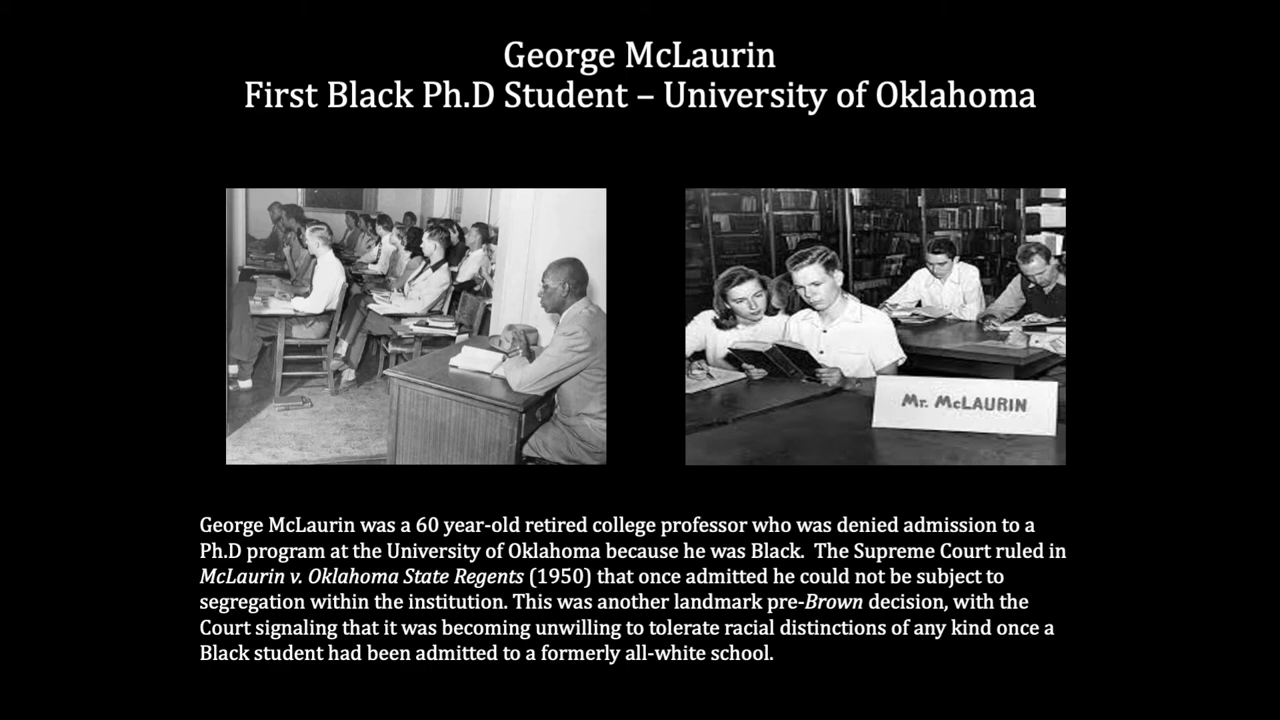 George McLaurin
First Black Ph.D Student – University of Oklahoma
Mr. McLAURIN
George McLaurin was a 60 year-old retired college professor who was denied admission to a
Ph.D program at the University of Oklahoma because he was Black.  The Supreme Court ruled in
McLaurin v. Oklahoma State Regents (1950) that once admitted he could not be subject to
segregation within the institution. This was another landmark pre-Brown decision, with the
Court signaling that it was becoming unwilling to tolerate racial distinctions of any kind once a
Black student had been admitted to a formerly all-white school.